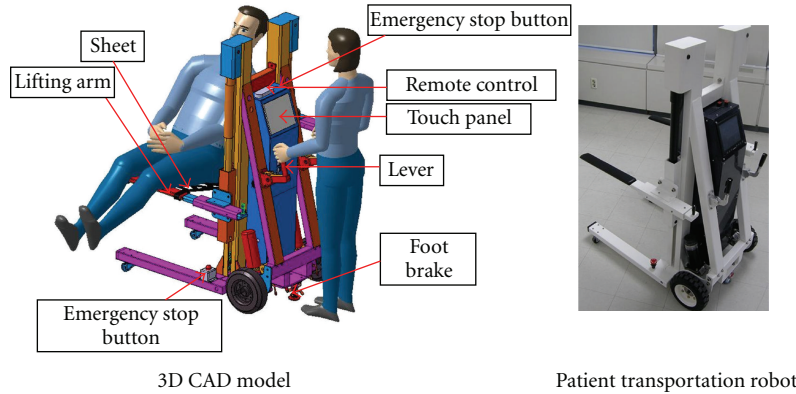 Emergency stop button
Sheet
Lifting arm
Remote control
Touch panel
Lever
Foot
brake
Emergency stop
button
3D CAD model
Patient transportation robot